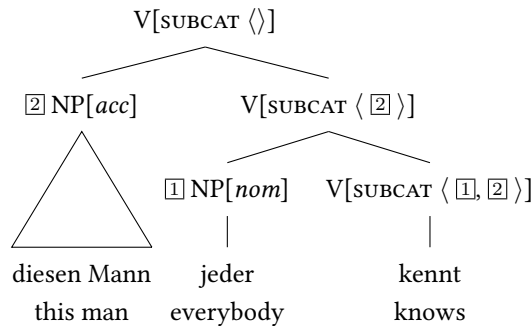 V[SUBCAT ⟨⟩]
2 NP[acc] V[SUBCAT ⟨ 2 ⟩]
1 NP[nom] V[SUBCAT ⟨ 1, 2 ⟩]
diesen Mann jeder kennt
this man everybody knows